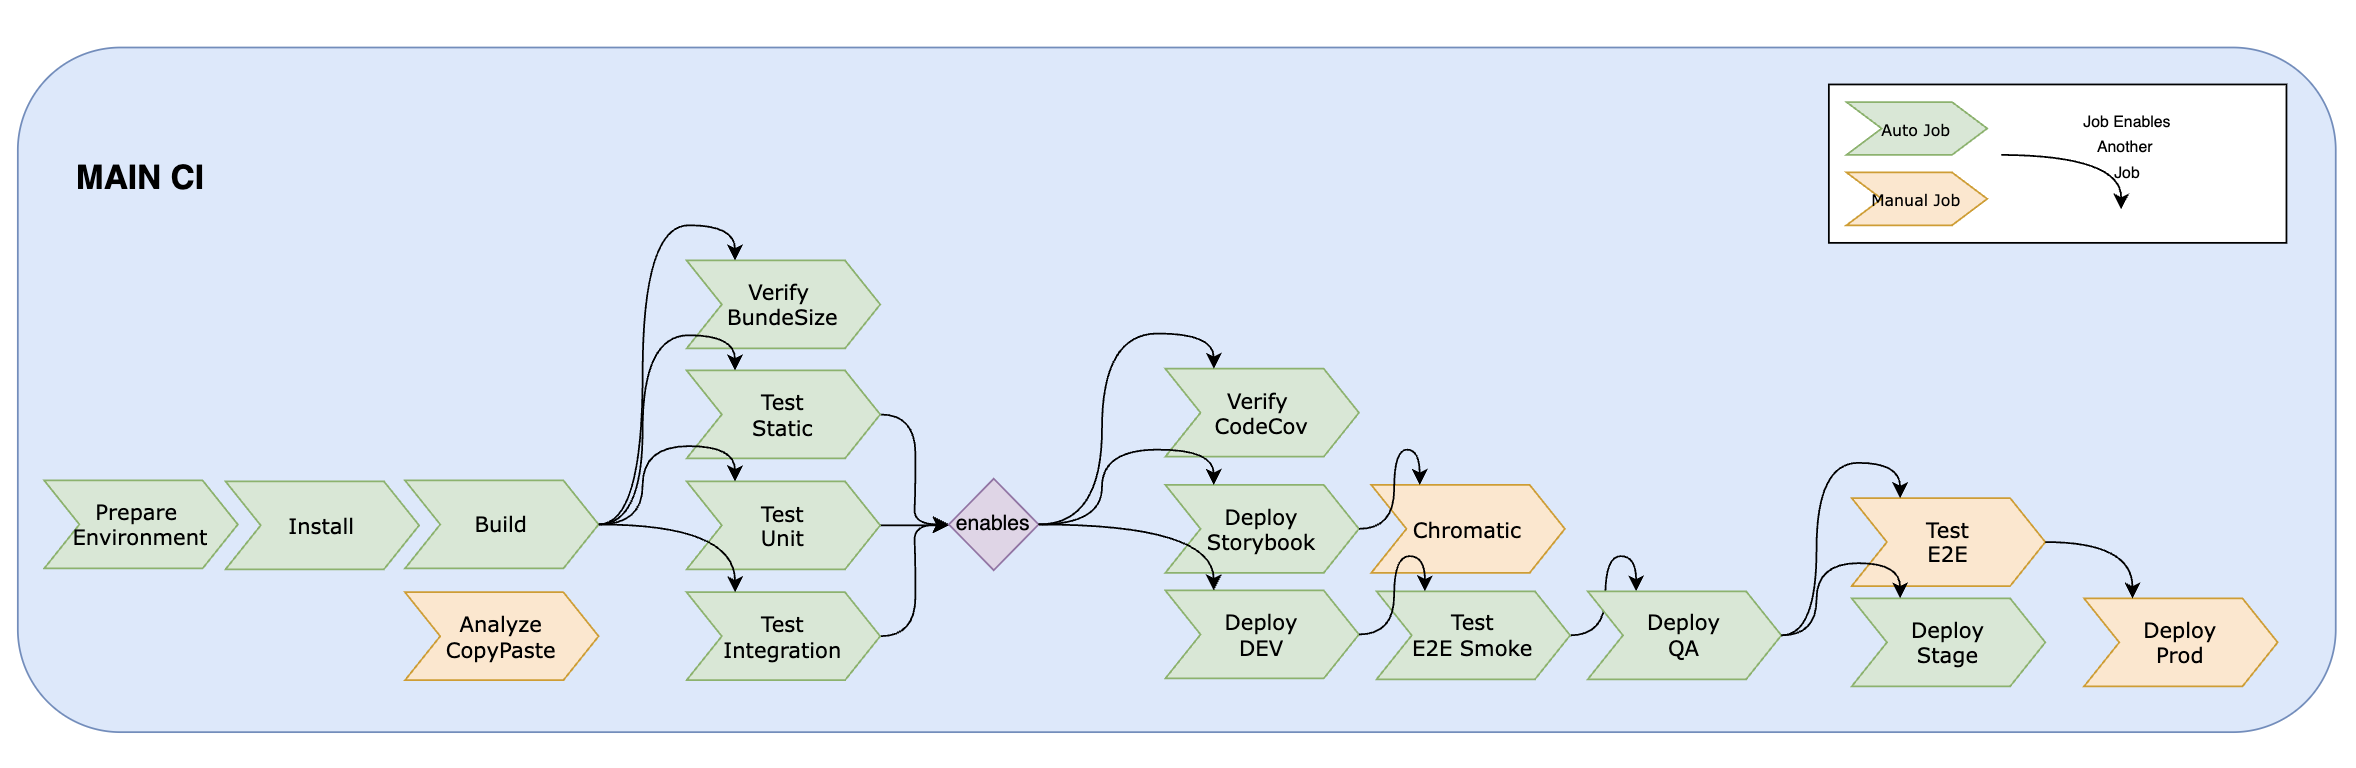 MAIN CI
Auto Job
Manual Job
Job Enables
Another
Job
Prepare
Environment
Install
Build
Analyze
CopyPaste
Verify
BundeSize
Test
Static
Test
Unit
Test
Integration
enables
Verify
CodeCov
Deploy
Storybook
Chromatic
Deploy
DEV
Test
E2E Smoke
Deploy
QA
Test
E2E
Deploy
Stage
Deploy
Prod